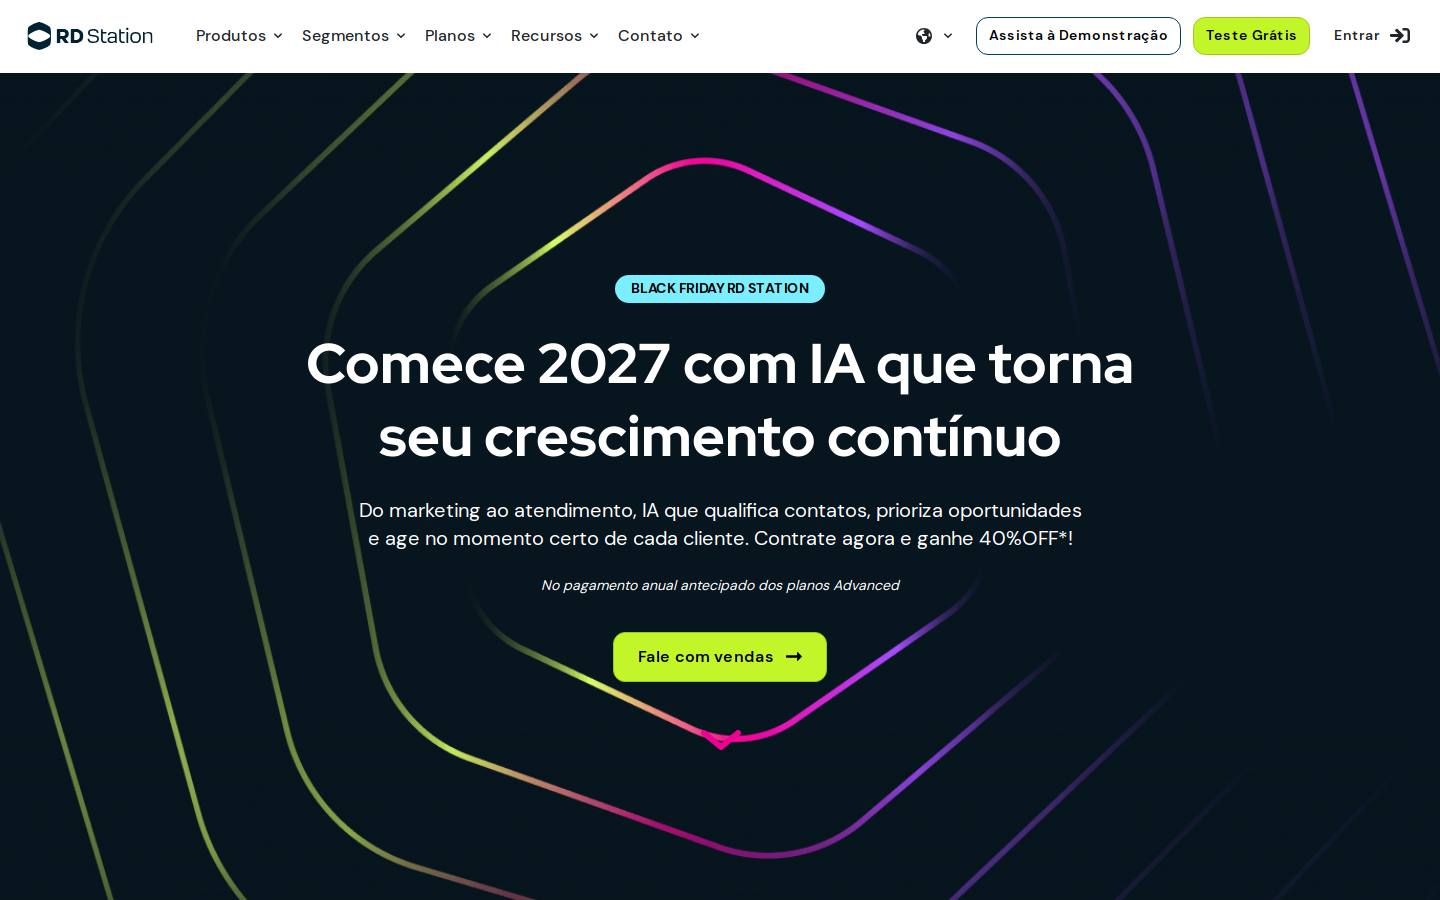 RD Station
Produtos
Segmentos
Planos
Recursos
Contato
Assista à Demonstração
Teste Grátis
Entrar
BLACK FRIDAY RD STATION
Comece 2027 com IA que torna
seu crescimento contínuo
Do marketing ao atendimento, IA que qualifica contatos, prioriza oportunidades
e age no momento certo de cada cliente. Contrate agora e ganhe 40%OFF*!
No pagamento anual antecipado dos planos Advanced
Fale com vendas